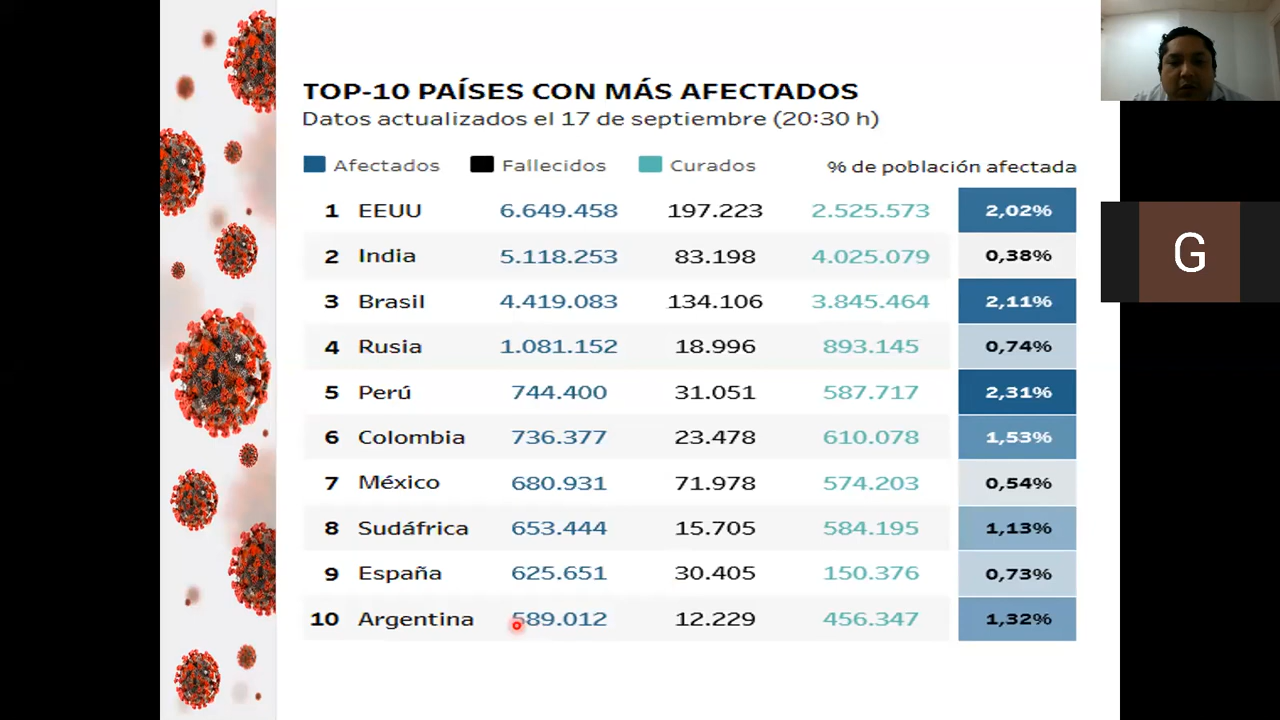 TOP-10 PAÍSES CON MÁS AFECTADOS
Datos actualizados el 17 de septiembre (20:30 h)
Afectados Fallecidos Curados % de población afectada
1 EEUU 6.649.458 197.223 2.525.573 2,02%
2 India 5.118.253 83.198 4.025.079 0,38%
3 Brasil 4.419.083 134.106 3.845.464 2,11%
4 Rusia 1.081.152 18.996 893.145 0,74%
5 Perú 744.400 31.051 587.717 2,31%
6 Colombia 736.377 23.478 610.078 1,53%
7 México 680.931 71.978 574.203 0,54%
8 Sudáfrica 653.444 15.705 584.195 1,13%
9 España 625.651 30.405 150.376 0,73%
10 Argentina 589.012 12.229 456.347 1,32%
G